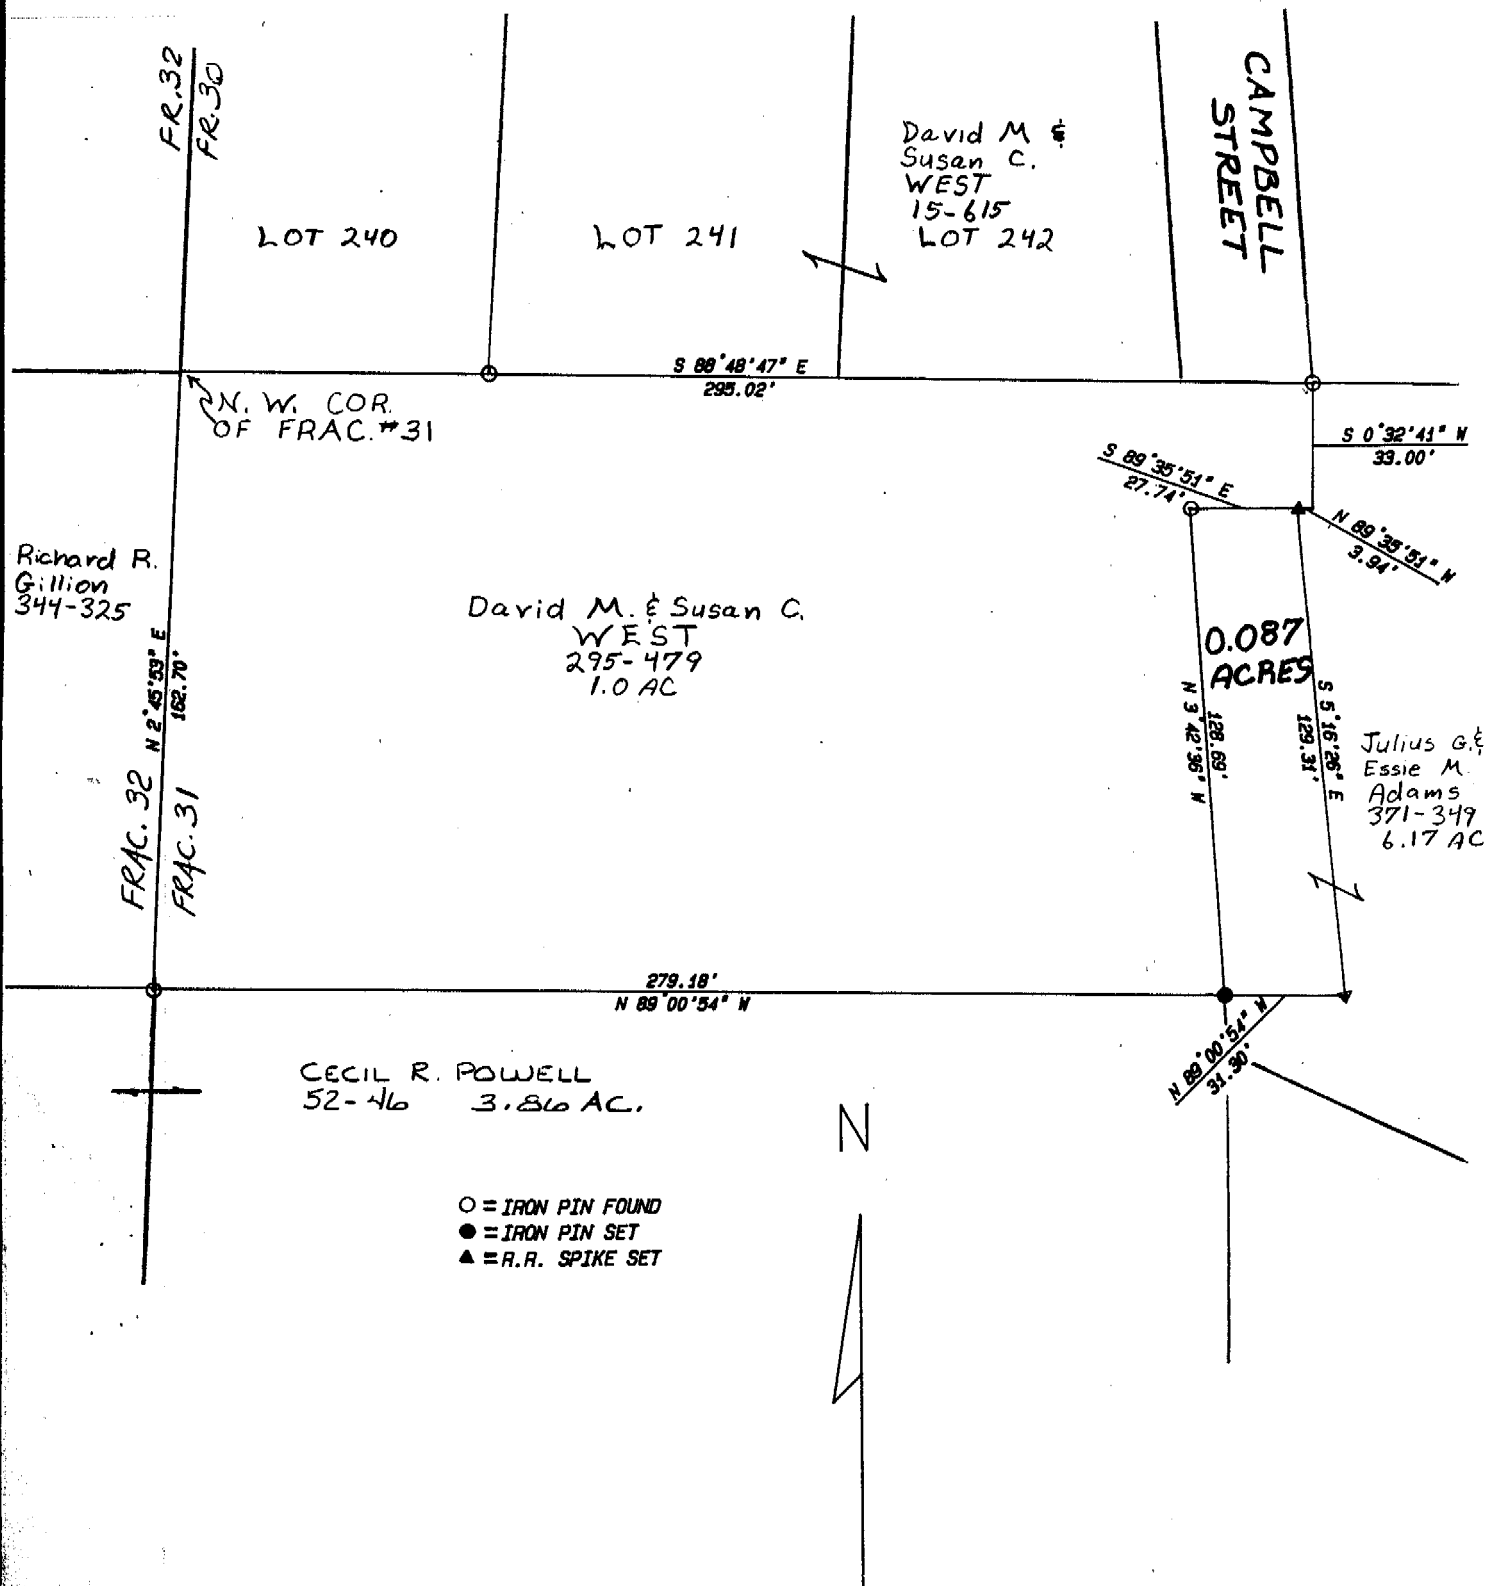 FR.32
FR.30
CAMPBELL
STREET
David M &
Susan C.
WEST
15-615
LOT 242
LOT 240
LOT 241
S 88°48'47" E
295.02'
N. W. COR.
OF FRAC. #31
S 0°32'41" W
33.00'
S 89°35'51" E
27.74'
N 89°35'51" W
3.94'
Richard R.
Gillion
344-325
David M. & Susan C.
WEST
295-479
1.0 AC
0.087
ACRES
N 2°45'59" E
162.70'
N 3°42'36" W
128.69'
S 5°16'26" E
129.31'
Julius G. &
Essie M.
Adams
371-349
6.17 AC
FRAC. 32
FRAC. 31
279.18'
N 89°00'54" W
N 89°00'54" W
31.30'
CECIL R. POWELL
52-46 3.86 AC.
N
○ = IRON PIN FOUND
● = IRON PIN SET
▲ = R.R. SPIKE SET